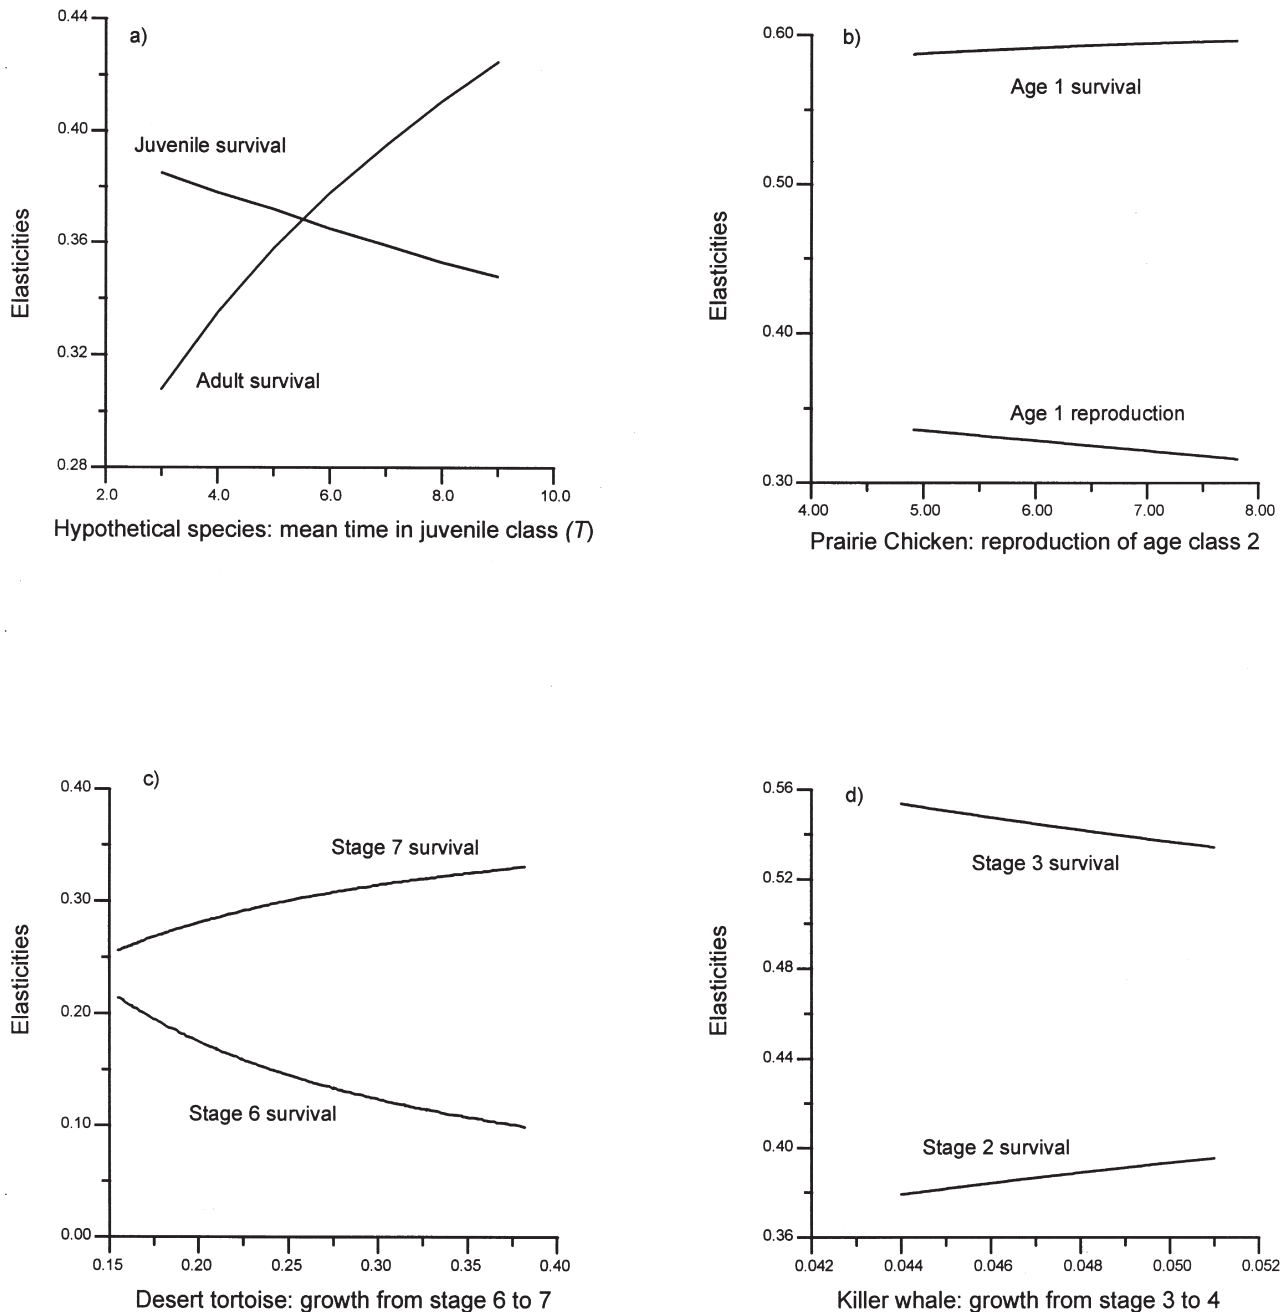 a)
0.44
0.40
0.36
0.32
0.28
Elasticities
Juvenile survival
Adult survival
2.0 4.0 6.0 8.0 10.0
Hypothetical species: mean time in juvenile class (T)
b)
0.60
0.50
0.40
0.30
Elasticities
Age 1 survival
Age 1 reproduction
4.00 5.00 6.00 7.00 8.00
Prairie Chicken: reproduction of age class 2
c)
0.40
0.30
0.20
0.10
0.00
Elasticities
Stage 7 survival
Stage 6 survival
0.15 0.20 0.25 0.30 0.35 0.40
Desert tortoise: growth from stage 6 to 7
d)
0.56
0.52
0.48
0.44
0.40
0.36
Elasticities
Stage 3 survival
Stage 2 survival
0.042 0.044 0.046 0.048 0.050 0.052
Killer whale: growth from stage 3 to 4